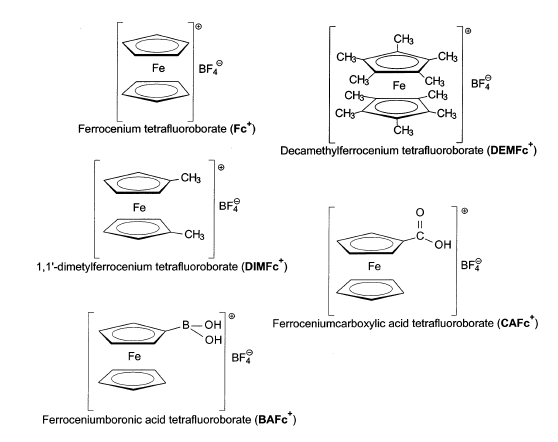 ⊕
Fe
BF₄⊖
Ferrocenium tetrafluoroborate (Fc⁺)
⊕
CH₃
CH₃ CH₃
CH₃ CH₃
Fe
CH₃ CH₃
CH₃ CH₃
CH₃
BF₄⊖
Decamethylferrocenium tetrafluoroborate (DEMFc⁺)
⊕
CH₃
Fe
CH₃
BF₄⊖
1,1'-dimetylferrocenium tetrafluoroborate (DIMFc⁺)
⊕
O
C
OH
Fe
BF₄⊖
Ferroceniumcarboxylic acid tetrafluoroborate (CAFc⁺)
⊕
B OH
OH
Fe
BF₄⊖
Ferroceniumboronic acid tetrafluoroborate (BAFc⁺)